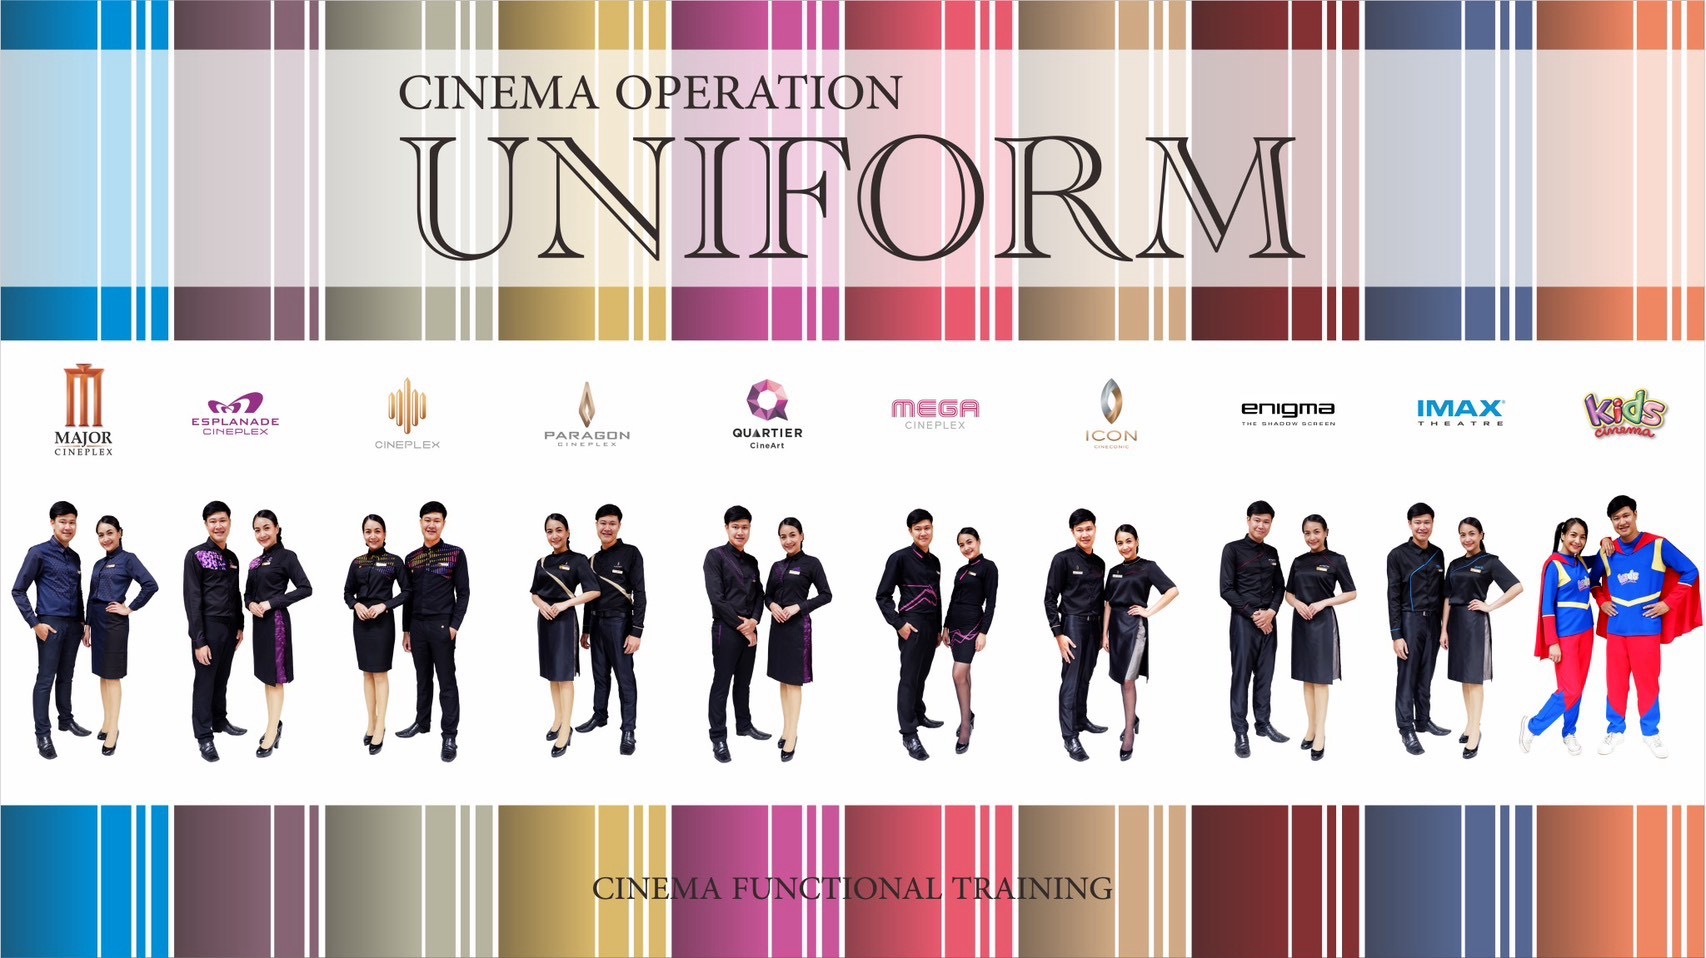 CINEMA OPERATION
UNIFORM
MAJOR
CINEPLEX
ESPLANADE
CINEPLEX
CINEPLEX
PARAGON
CINEPLEX
QUARTIER
CineArt
MEGA
CINEPLEX
ICON
CINECONIC
enigma
THE SHADOW SCREEN
IMAX®
THEATRE
Kids
cinema
CINEMA FUNCTIONAL TRAINING